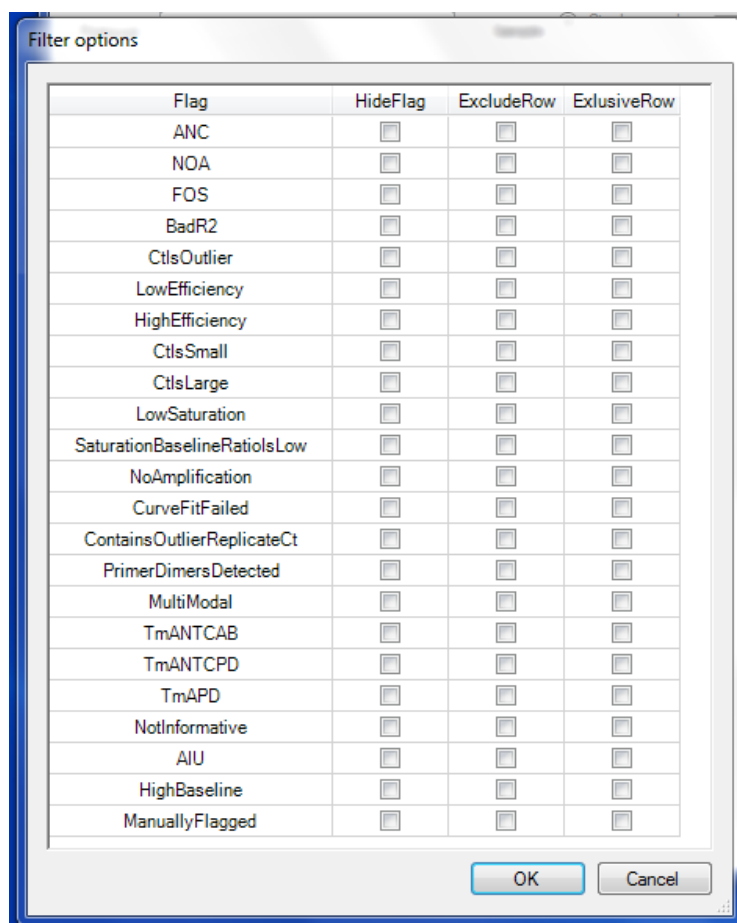 Filter options
Flag HideFlag ExcludeRow ExlusiveRow
ANC
NOA
FOS
BadR2
CtIsOutlier
LowEfficiency
HighEfficiency
CtIsSmall
CtIsLarge
LowSaturation
SaturationBaselineRatioIsLow
NoAmplification
CurveFitFailed
ContainsOutlierReplicateCt
PrimerDimersDetected
MultiModal
TmANTCAB
TmANTCPD
TmAPD
NotInformative
AIU
HighBaseline
ManuallyFlagged
OK Cancel